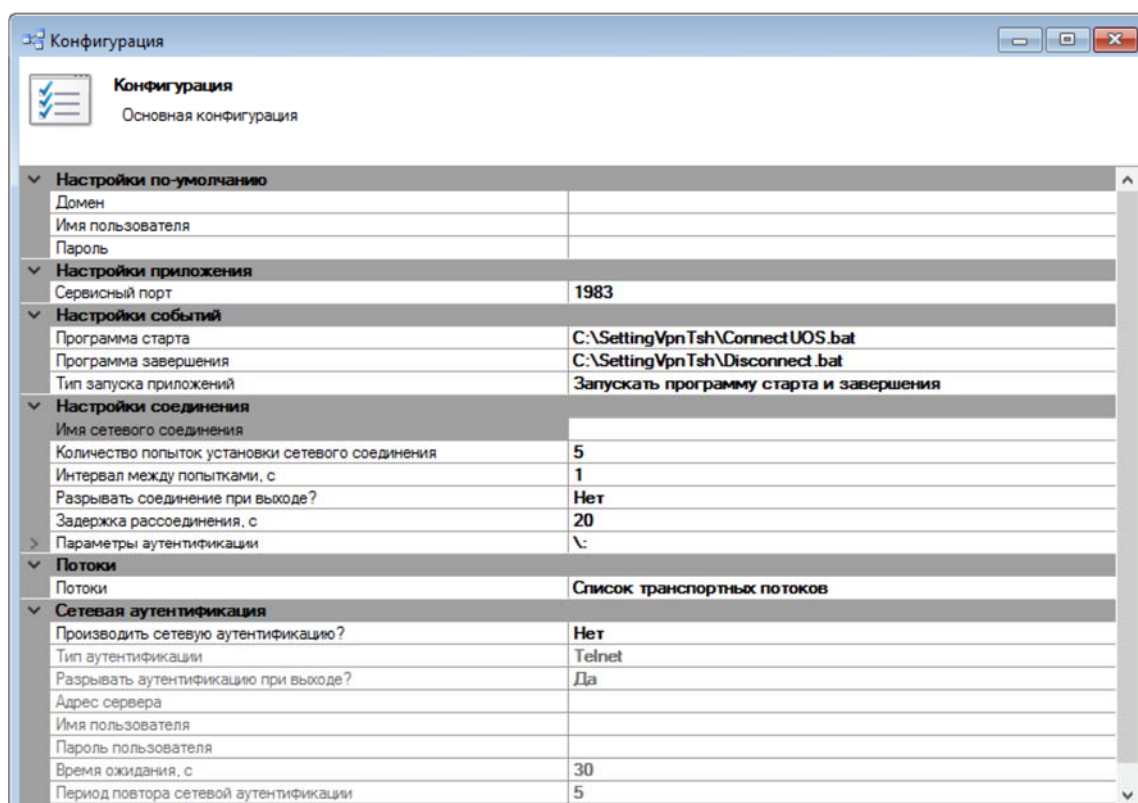 Конфигурация
Конфигурация
Основная конфигурация
Настройки по-умолчанию
Домен
Имя пользователя
Пароль
Настройки приложения
Сервисный порт 1983
Настройки событий
Программа старта C:\SettingVpnTsh\ConnectUOS.bat
Программа завершения C:\SettingVpnTsh\Disconnect.bat
Тип запуска приложений Запускать программу старта и завершения
Настройки соединения
Имя сетевого соединения
Количество попыток установки сетевого соединения 5
Интервал между попытками, с 1
Разрывать соединение при выходе? Нет
Задержка рассоединения, с 20
Параметры аутентификации \:
Потоки
Потоки Список транспортных потоков
Сетевая аутентификация
Производить сетевую аутентификацию? Нет
Тип аутентификации Telnet
Разрывать аутентификацию при выходе? Да
Адрес сервера
Имя пользователя
Пароль пользователя
Время ожидания, с 30
Период повтора сетевой аутентификации 5